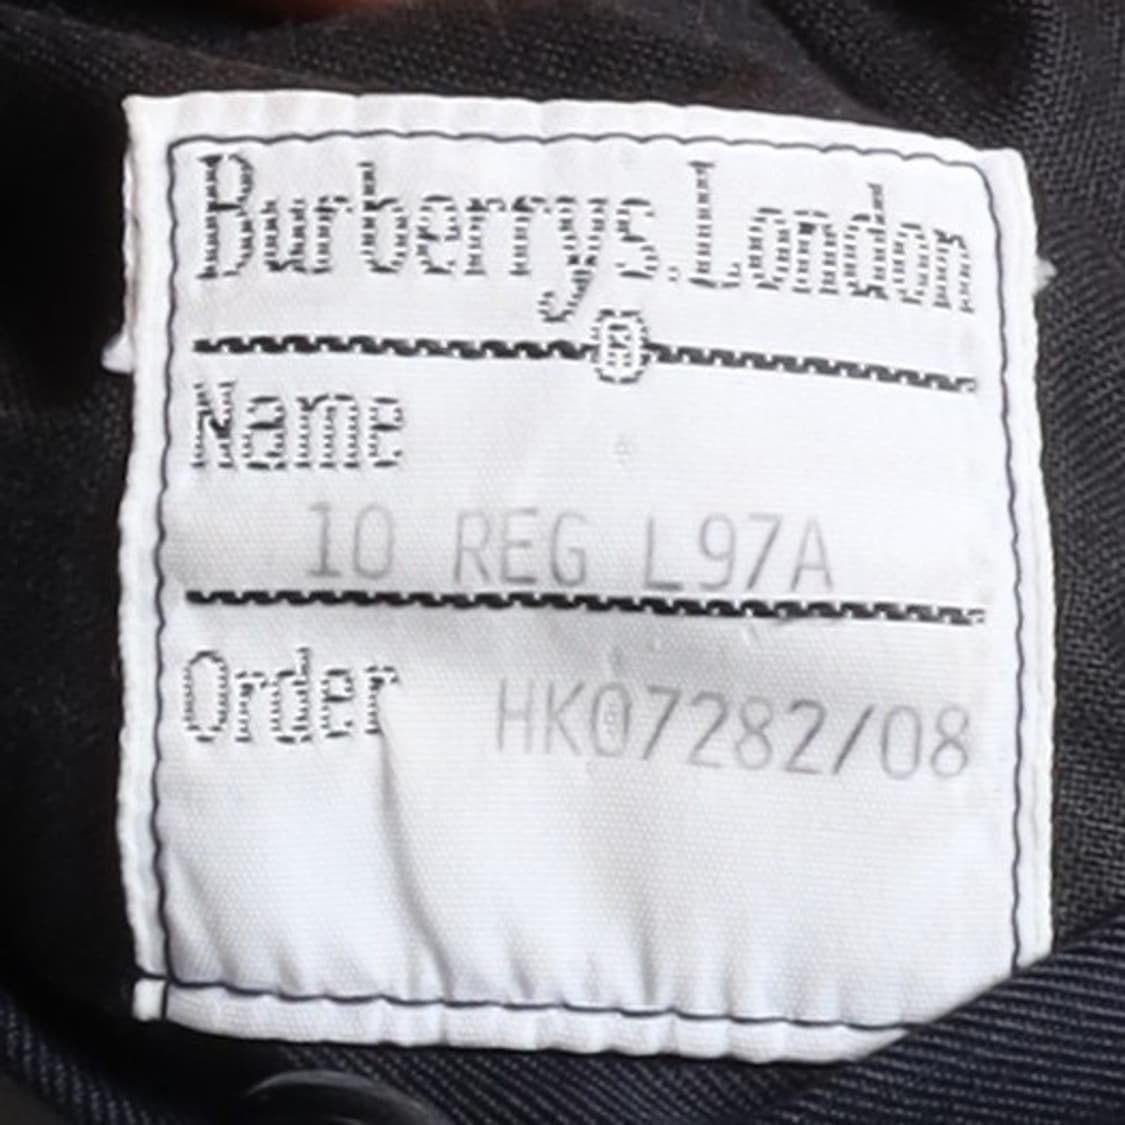 Burberrys.London
Name
10 REG L97A
Order HK07282/08